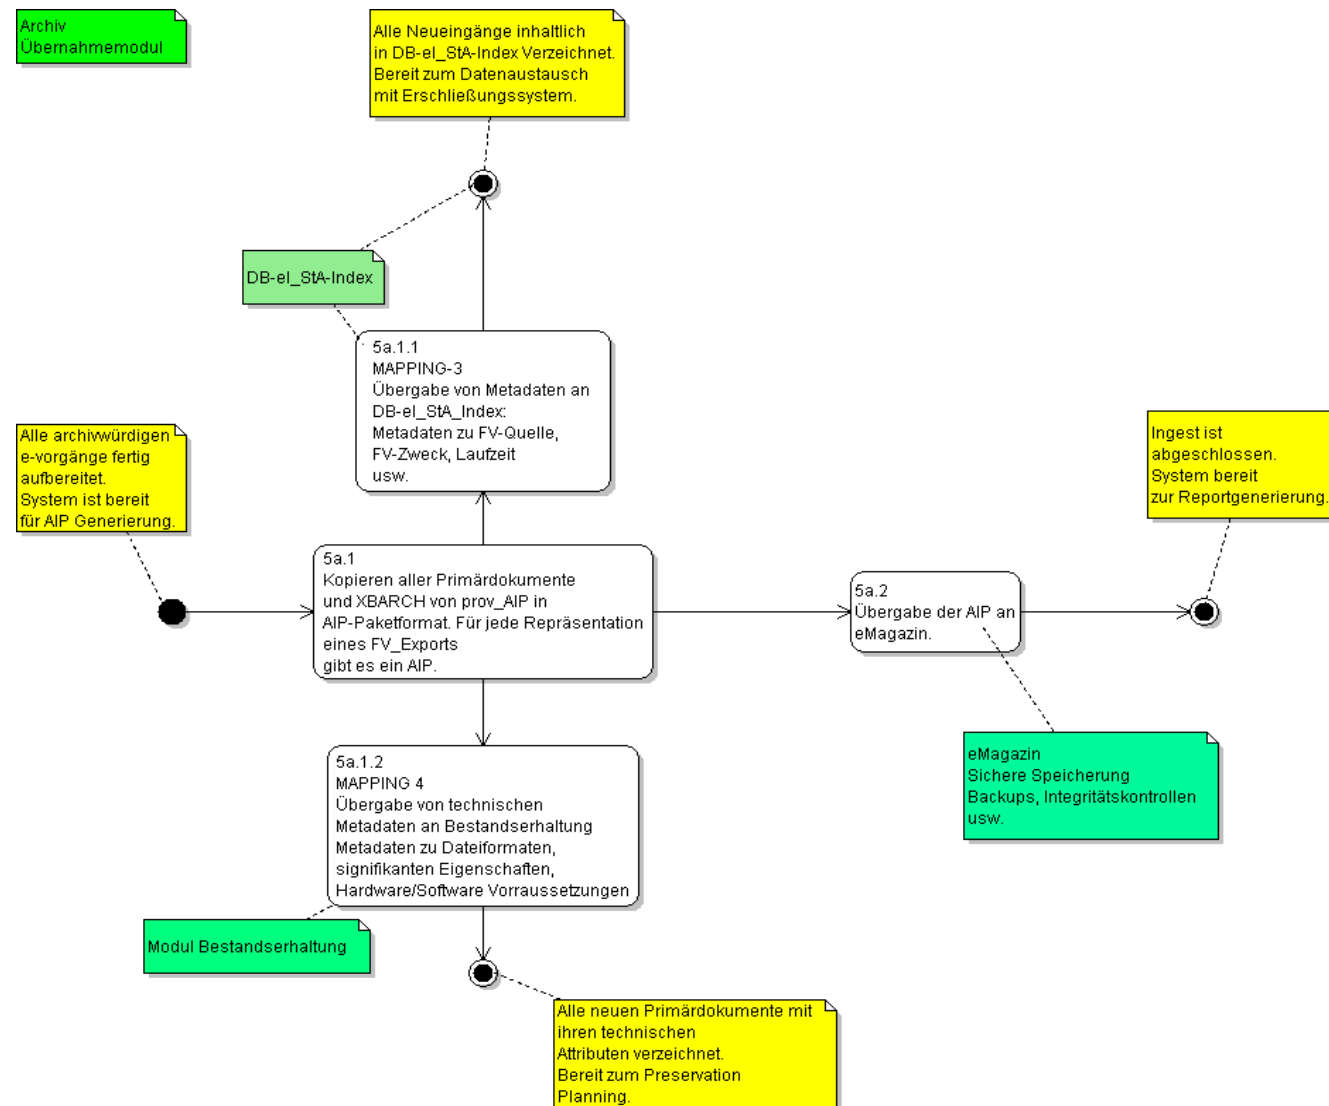 Archiv
Übernahmemodul
Alle Neueingänge inhaltlich
in DB-el_StA-Index Verzeichnet.
Bereit zum Datenaustausch
mit Erschließungssystem.
DB-el_StA-Index
5a.1.1
MAPPING-3
Übergabe von Metadaten an
DB-el_StA_Index:
Metadaten zu FV-Quelle,
FV-Zweck, Laufzeit
usw.
Alle archivwürdigen
e-vorgänge fertig
aufbereitet.
System ist bereit
für AIP Generierung.
Ingest ist
abgeschlossen.
System bereit
zur Reportgenerierung.
5a.1
Kopieren aller Primärdokumente
und XBARCH von prov_AIP in
AIP-Paketformat. Für jede Repräsentation
eines FV_Exports
gibt es ein AIP.
5a.2
Übergabe der AIP an
eMagazin.
5a.1.2
MAPPING 4
Übergabe von technischen
Metadaten an Bestandserhaltung
Metadaten zu Dateiformaten,
signifikanten Eigenschaften,
Hardware/Software Vorraussetzungen
eMagazin
Sichere Speicherung
Backups, Integritätskontrollen
usw.
Modul Bestandserhaltung
Alle neuen Primärdokumente mit
ihren technischen
Attributen verzeichnet.
Bereit zum Preservation
Planning.